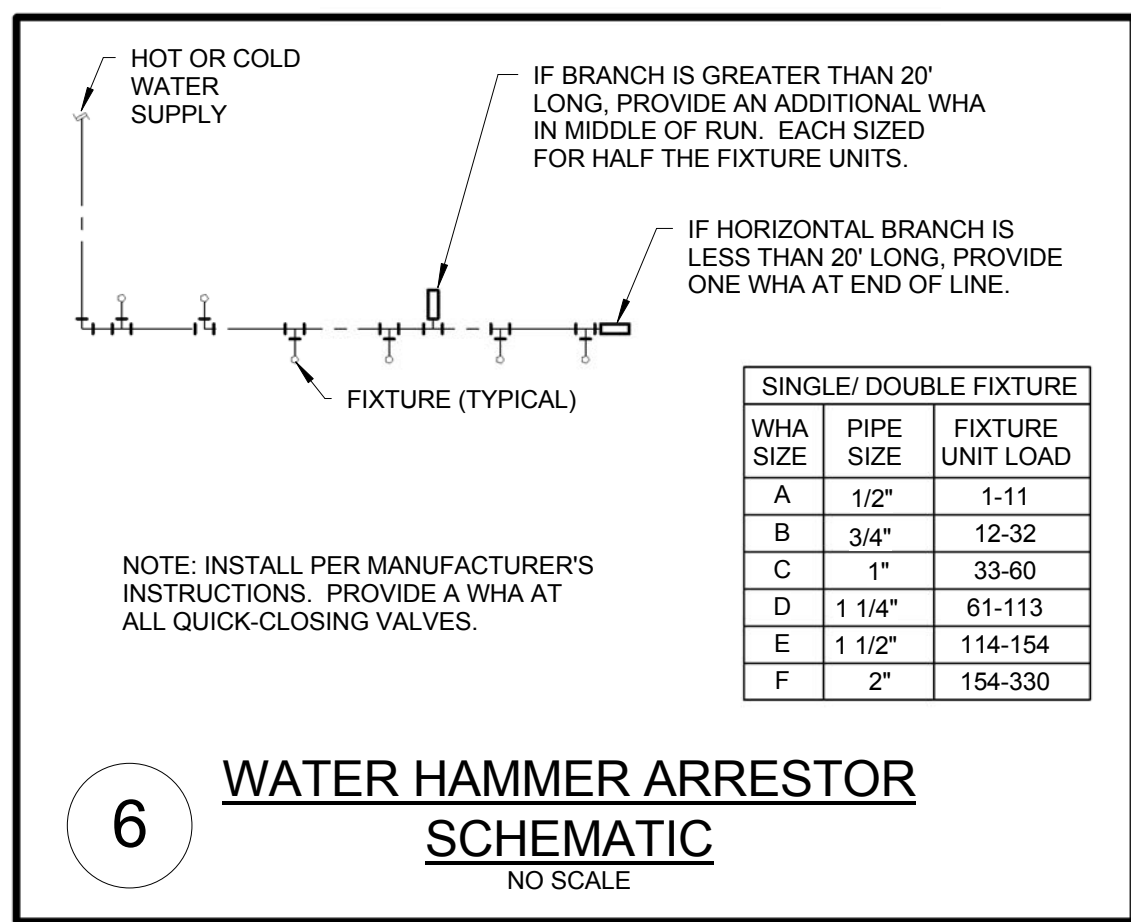 HOT OR COLD
WATER
SUPPLY
IF BRANCH IS GREATER THAN 20'
LONG, PROVIDE AN ADDITIONAL WHA
IN MIDDLE OF RUN. EACH SIZED
FOR HALF THE FIXTURE UNITS.
IF HORIZONTAL BRANCH IS
LESS THAN 20' LONG, PROVIDE
ONE WHA AT END OF LINE.
FIXTURE (TYPICAL)
SINGLE/ DOUBLE FIXTURE
WHA SIZE PIPE SIZE FIXTURE UNIT LOAD
A 1/2" 1-11
B 3/4" 12-32
C 1" 33-60
D 1 1/4" 61-113
E 1 1/2" 114-154
F 2" 154-330
NOTE: INSTALL PER MANUFACTURER'S
INSTRUCTIONS. PROVIDE A WHA AT
ALL QUICK-CLOSING VALVES.
6
WATER HAMMER ARRESTOR
SCHEMATIC
NO SCALE